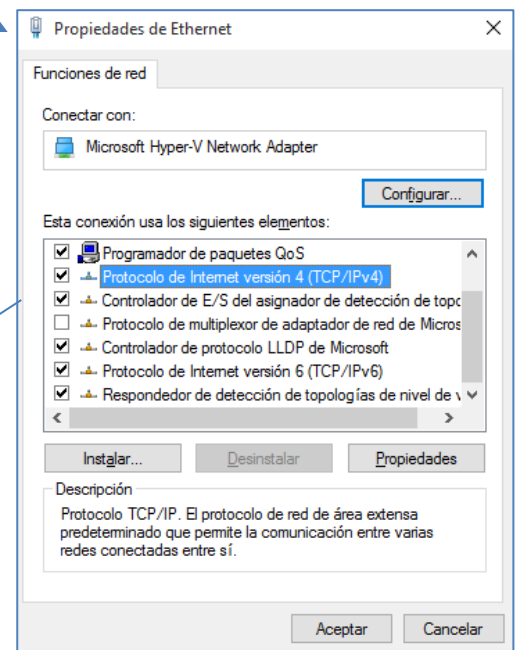 Propiedades de Ethernet
Funciones de red
Conectar con:
Microsoft Hyper-V Network Adapter
Configurar...
Esta conexión usa los siguientes elementos:
Programador de paquetes QoS
Protocolo de Internet versión 4 (TCP/IPv4)
Controlador de E/S del asignador de detección de topc
Protocolo de multiplexor de adaptador de red de Micros
Controlador de protocolo LLDP de Microsoft
Protocolo de Internet versión 6 (TCP/IPv6)
Respondedor de detección de topologías de nivel de v
Instalar...
Desinstalar
Propiedades
Descripción
Protocolo TCP/IP. El protocolo de red de área extensa
predeterminado que permite la comunicación entre varias
redes conectadas entre sí.
Aceptar
Cancelar